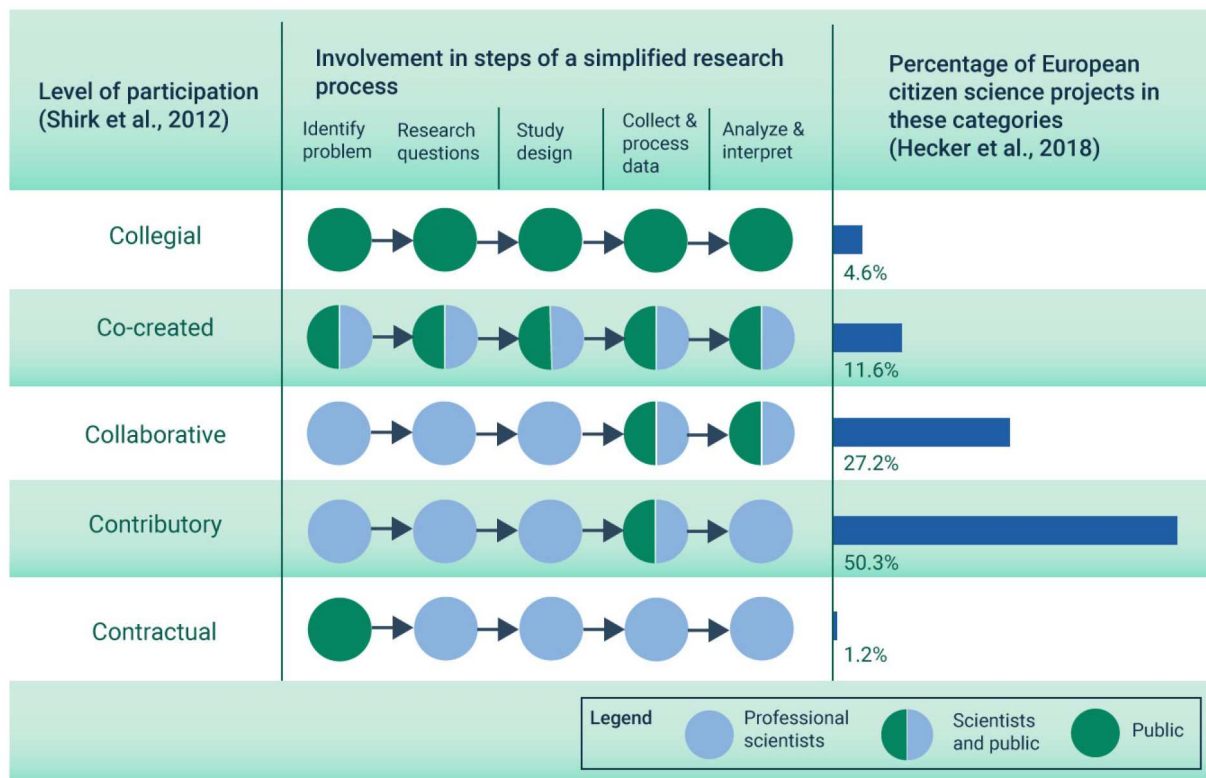 Level of participation
(Shirk et al., 2012)
Involvement in steps of a simplified research
process
Identify
problem
Research
questions
Study
design
Collect &
process
data
Analyze &
interpret
Percentage of European
citizen science projects in
these categories
(Hecker et al., 2018)
Collegial
4.6%
Co-created
11.6%
Collaborative
27.2%
Contributory
50.3%
Contractual
1.2%
Legend
Professional
scientists
Scientists
and public
Public